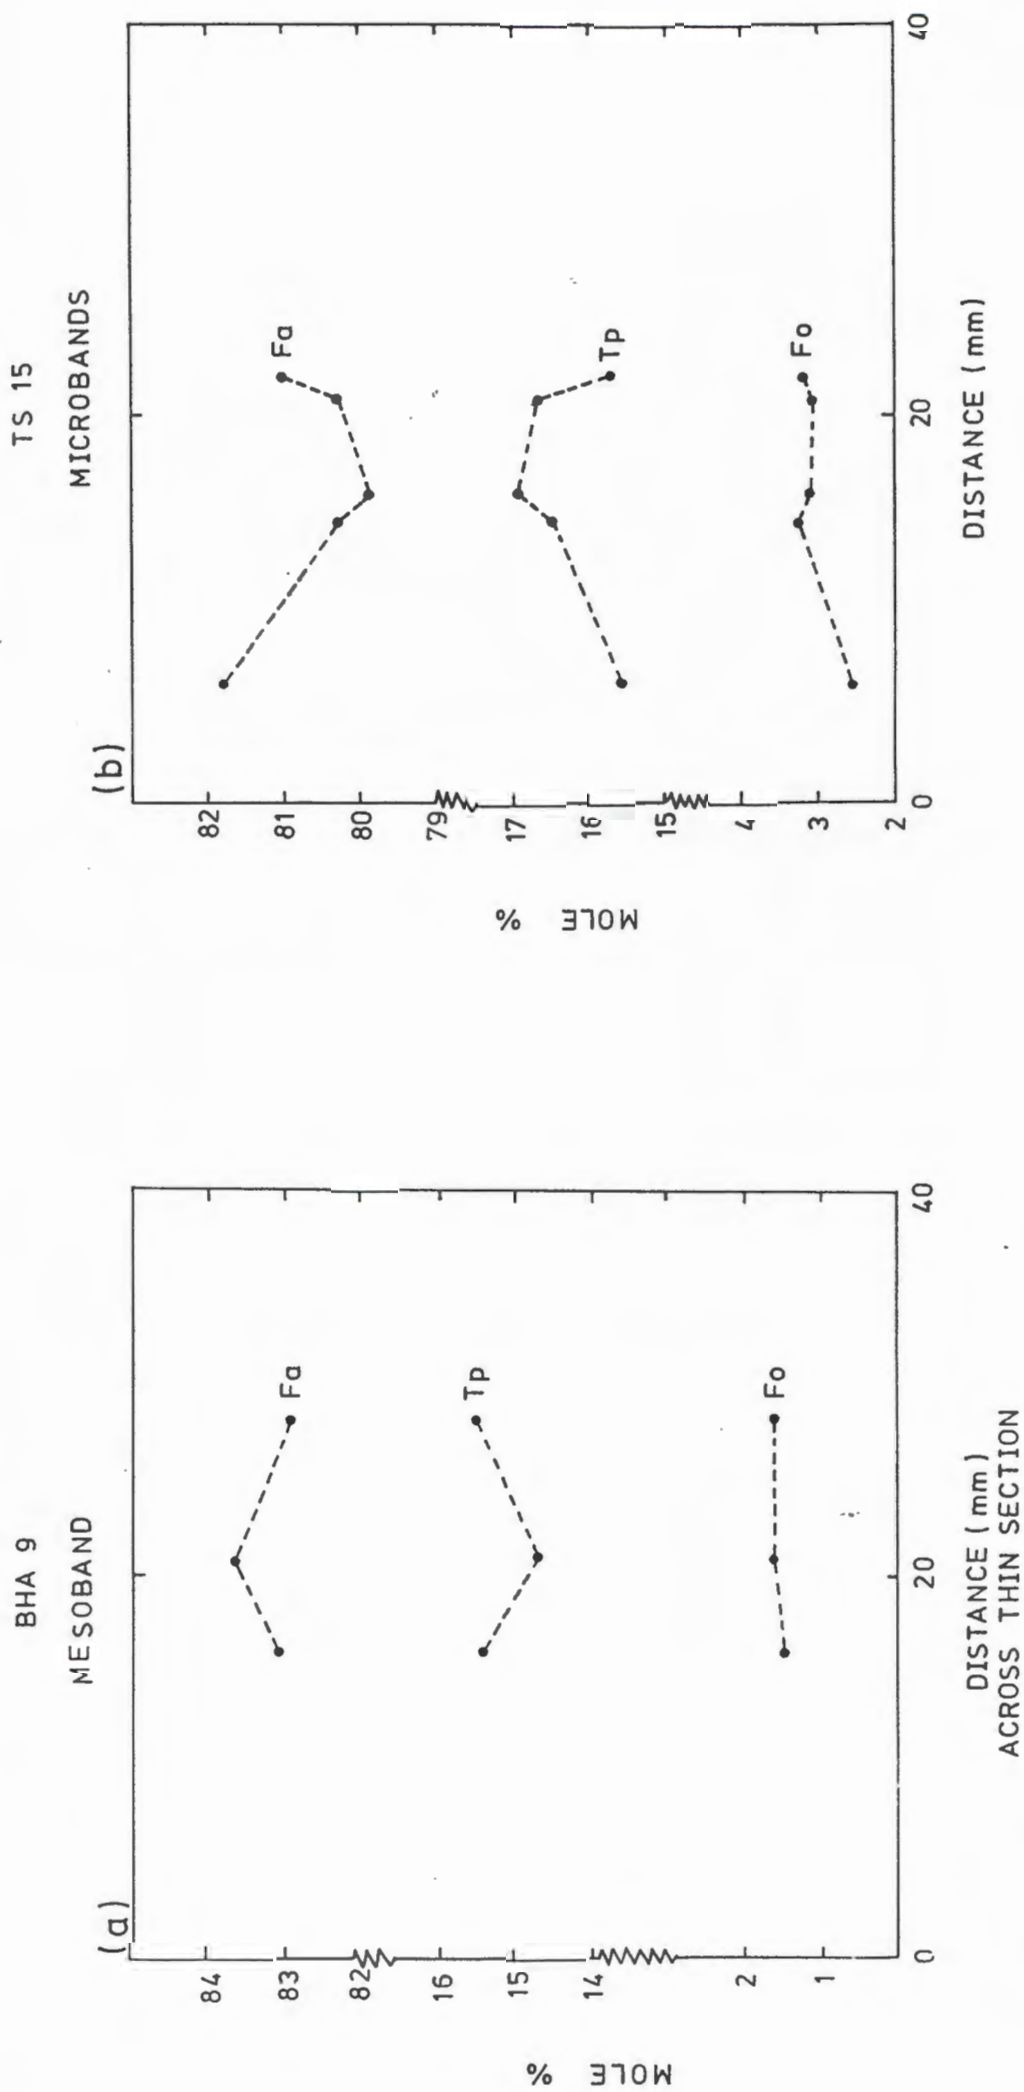 BHA 9
MESOBAND
(a)
84
83
82
16
15
14
2
1
MOLE %
Fa
Tp
Fo
0
20
40
DISTANCE (mm)
ACROSS THIN SECTION
TS 15
MICROBANDS
(b)
82
81
80
79
17
16
15
4
3
2
MOLE %
Fa
Tp
Fo
0
20
40
DISTANCE (mm)